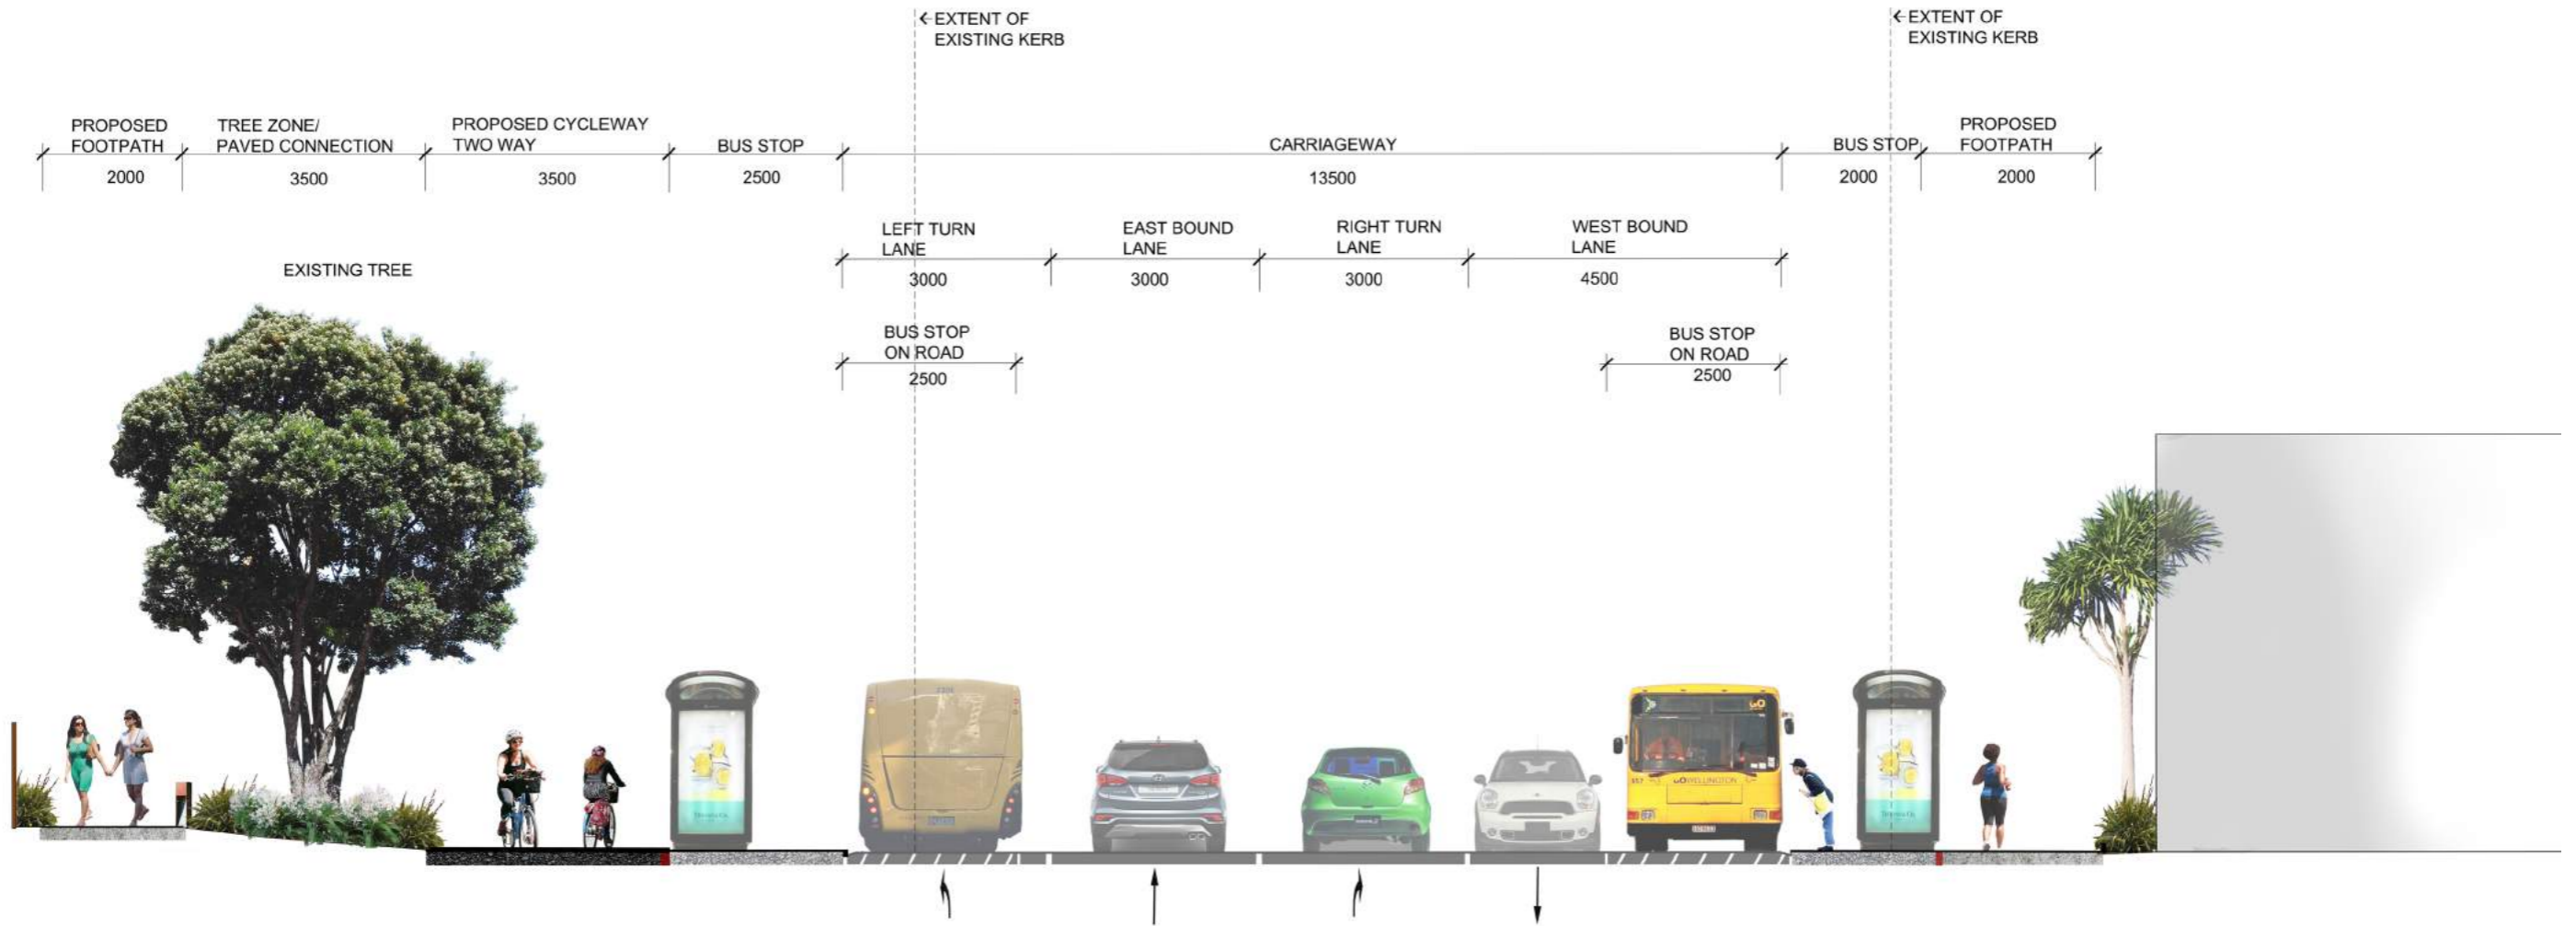 ←EXTENT OF
EXISTING KERB
←EXTENT OF
EXISTING KERB
PROPOSED
FOOTPATH
2000
TREE ZONE/
PAVED CONNECTION
3500
PROPOSED CYCLEWAY
TWO WAY
3500
BUS STOP
2500
CARRIAGEWAY
13500
BUS STOP
2000
PROPOSED
FOOTPATH
2000
LEFT TURN
LANE
3000
EAST BOUND
LANE
3000
RIGHT TURN
LANE
3000
WEST BOUND
LANE
4500
EXISTING TREE
BUS STOP
ON ROAD
2500
BUS STOP
ON ROAD
2500
GO
GO WELLINGTON